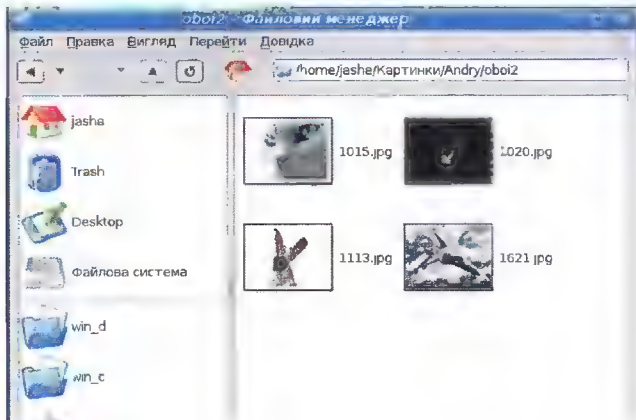 oboi2 - Файловий менеджер
Файл Правка Вигляд Перейти Довідка
/home/jasha/Картинки/Andry/oboi2
jasha
Trash
Desktop
Файлова система
win_d
win_c
1015.jpg
1020.jpg
1113.jpg
1621.jpg